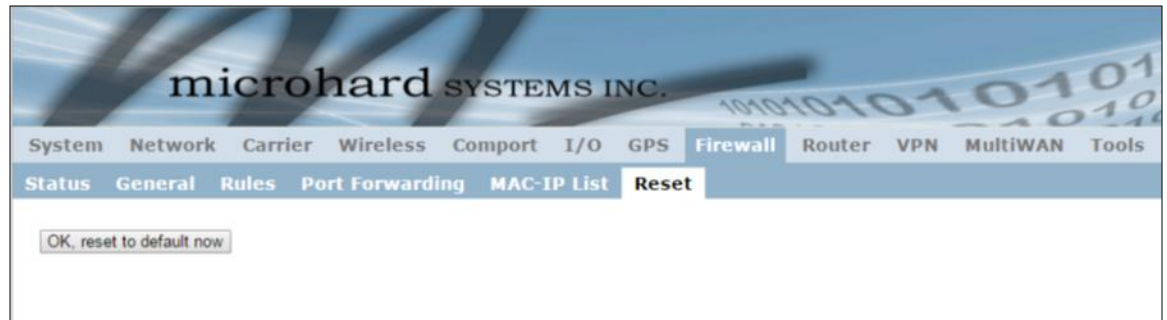 microhard SYSTEMS INC.
System Network Carrier Wireless Comport I/O GPS Firewall Router VPN MultiWAN Tools
Status General Rules Port Forwarding MAC-IP List Reset
OK, reset to default now